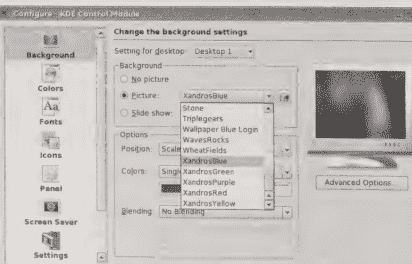 Configure - KDE Control Module
Background
Colors
Fonts
Icons
Panel
Screen Saver
Settings
Change the background settings
Setting for desktop: Desktop 1
Background
No picture
Picture: XandrosBlue
Slide show:
Stone
Triplegears
Wallpaper Blue Login
WavesRocks
WheatFields
XandrosBlue
XandrosGreen
XandrosPurple
XandrosRed
XandrosYellow
Options
Position:
Colors:
Blending: No Blending
Advanced Options...